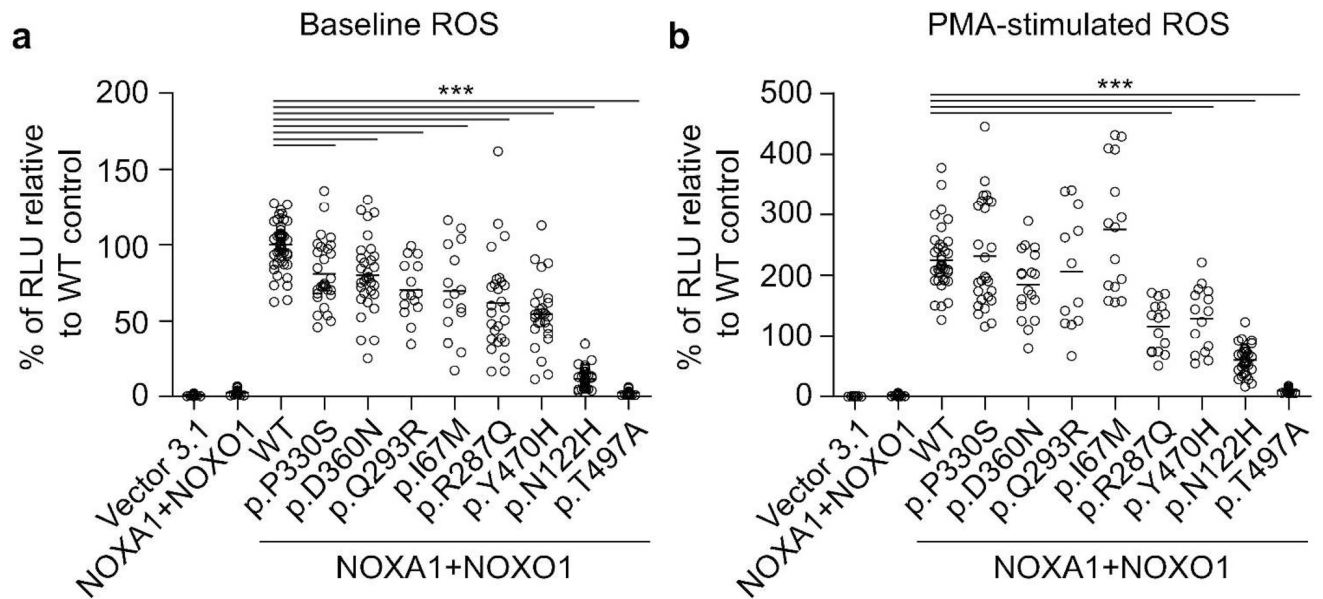 a
Baseline ROS
% of RLU relative
to WT control
200
150
100
50
0
***
Vector 3.1
NOXA1+NOXO1
WT
p.P330S
p.D360N
p.Q293R
p.I67M
p.R287Q
p.Y470H
p.N122H
p.T497A
NOXA1+NOXO1
b
PMA-stimulated ROS
% of RLU relative
to WT control
500
400
300
200
100
0
***
Vector 3.1
NOXA1+NOXO1
WT
p.P330S
p.D360N
p.Q293R
p.I67M
p.R287Q
p.Y470H
p.N122H
p.T497A
NOXA1+NOXO1